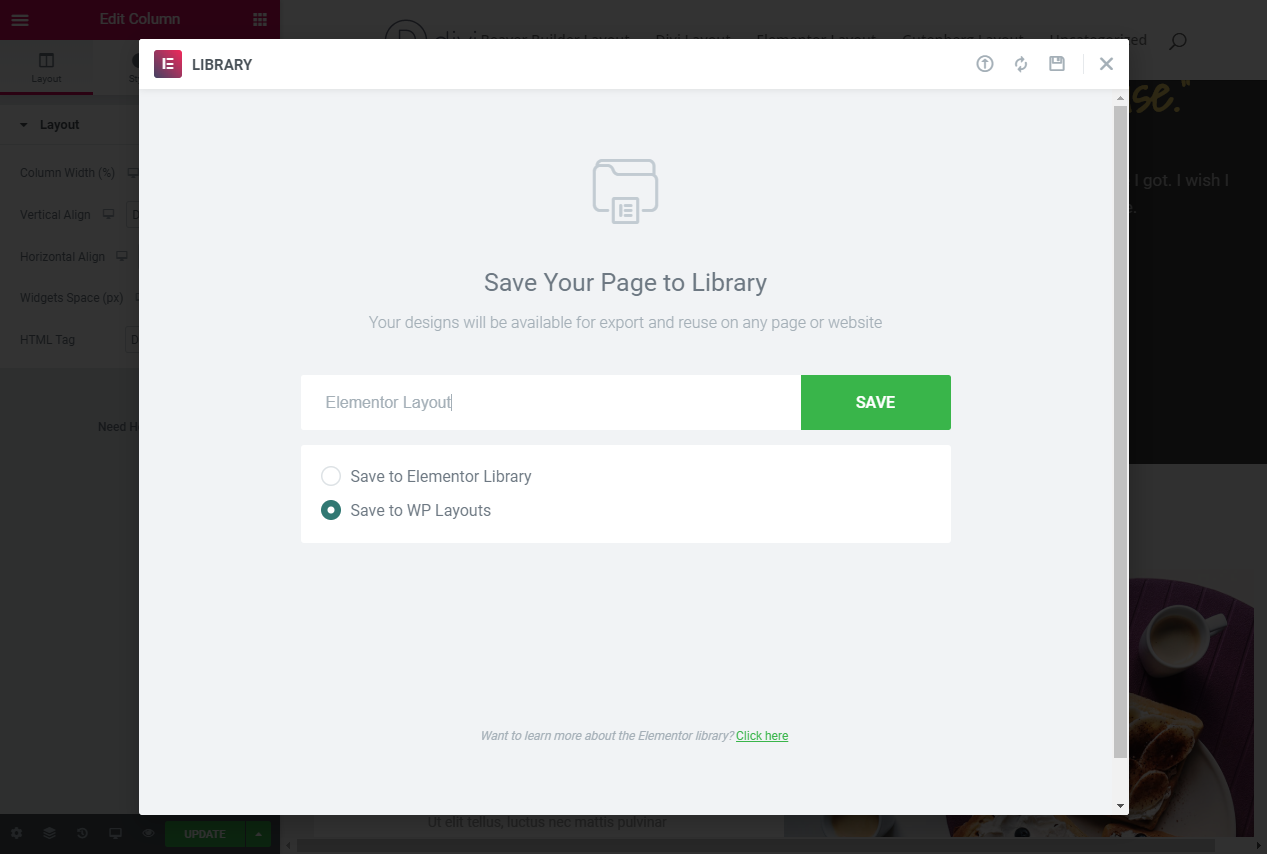 Edit Column
divi Beaver Builder Layout Divi Layout Elementor Layout Gutenberg Layout Uncategorized
Layout
LIBRARY
se."
Layout
Column Width (%)
I got. I wish I
Vertical Align
e.
Horizontal Align
Widgets Space (px)
HTML Tag
Save Your Page to Library
Your designs will be available for export and reuse on any page or website
Elementor Layout
SAVE
Need H
Save to Elementor Library
Save to WP Layouts
Want to learn more about the Elementor library? Click here
UPDATE
Ut elit tellus, luctus nec mattis pulvinar